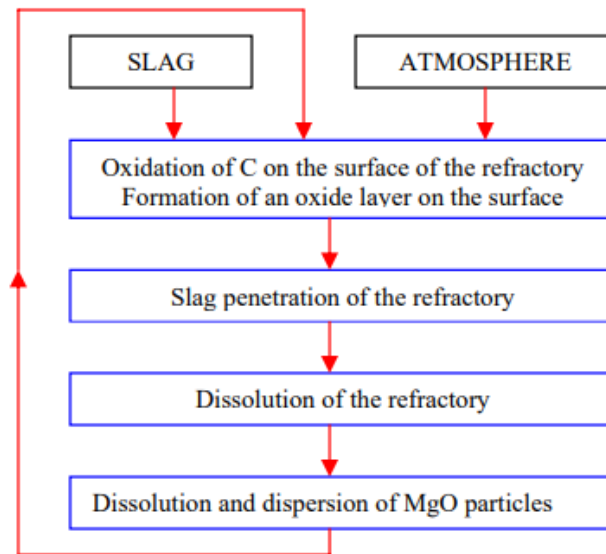 SLAG
ATMOSPHERE
Oxidation of C on the surface of the refractory
Formation of an oxide layer on the surface
Slag penetration of the refractory
Dissolution of the refractory
Dissolution and dispersion of MgO particles